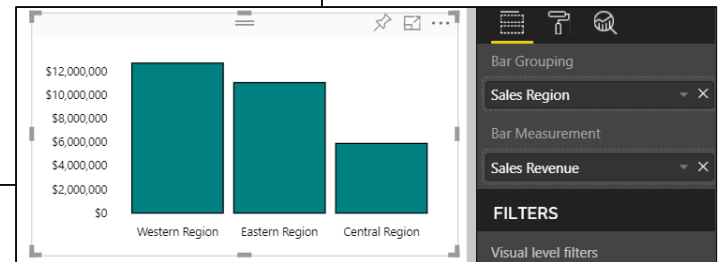 $12,000,000
$10,000,000
$8,000,000
$6,000,000
$4,000,000
$2,000,000
$0
Western Region Eastern Region Central Region
Bar Grouping
Sales Region
Bar Measurement
Sales Revenue
FILTERS
Visual level filters